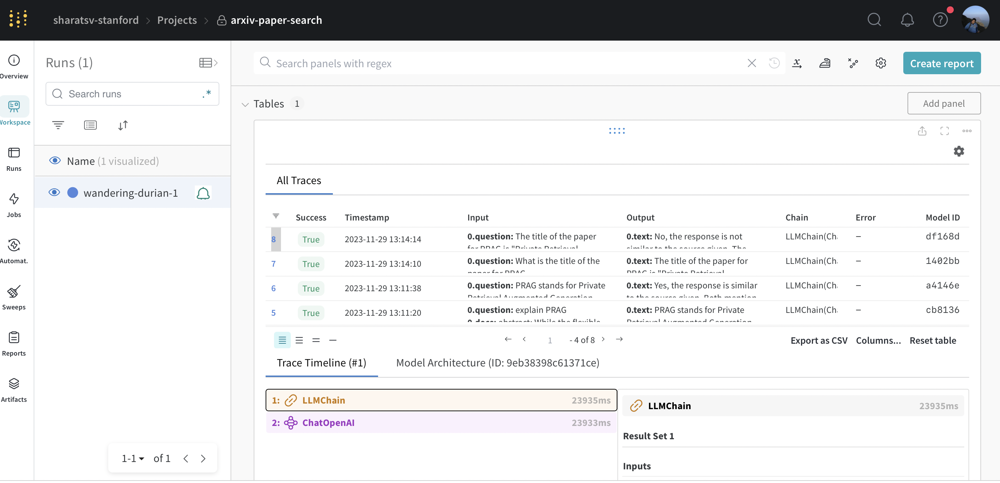 sharatsv-stanford > Projects > arxiv-paper-search
Overview
Workspace
Runs
Jobs
Automat.
Sweeps
Reports
Artifacts
Runs (1)
Search runs .*
Name (1 visualized)
wandering-durian-1
1-1 of 1
Search panels with regex
Create report
Tables 1
Add panel
All Traces
Success Timestamp Input Output Chain Error Model ID
8 True 2023-11-29 13:14:14 0.question: The title of the paper 0.text: No, the response is not LLMChain(Cha – df168d
for PRAG is "Private Retrieval similar to the source given. The
7 True 2023-11-29 13:14:10 0.question: What is the title of the 0.text: The title of the paper for LLMChain(Cha – 1402bb
paper for PRAG PRAG is "Private Retrieval
6 True 2023-11-29 13:11:38 0.question: PRAG stands for Private 0.text: Yes, the response is similar LLMChain(Cha – a4146e
Retrieval Augmented Generation to the source given. Both mention
5 True 2023-11-29 13:11:20 0.question: explain PRAG 0.text: PRAG stands for Private LLMChain(Cha – cb8136
0.docs: abstract: While the flexible Retrieval Augmented Generation
1 - 4 of 8
Export as CSV Columns... Reset table
Trace Timeline (#1) Model Architecture (ID: 9eb38398c61371ce)
1: LLMChain 23935ms
2: ChatOpenAI 23933ms
LLMChain 23935ms
Result Set 1
Inputs